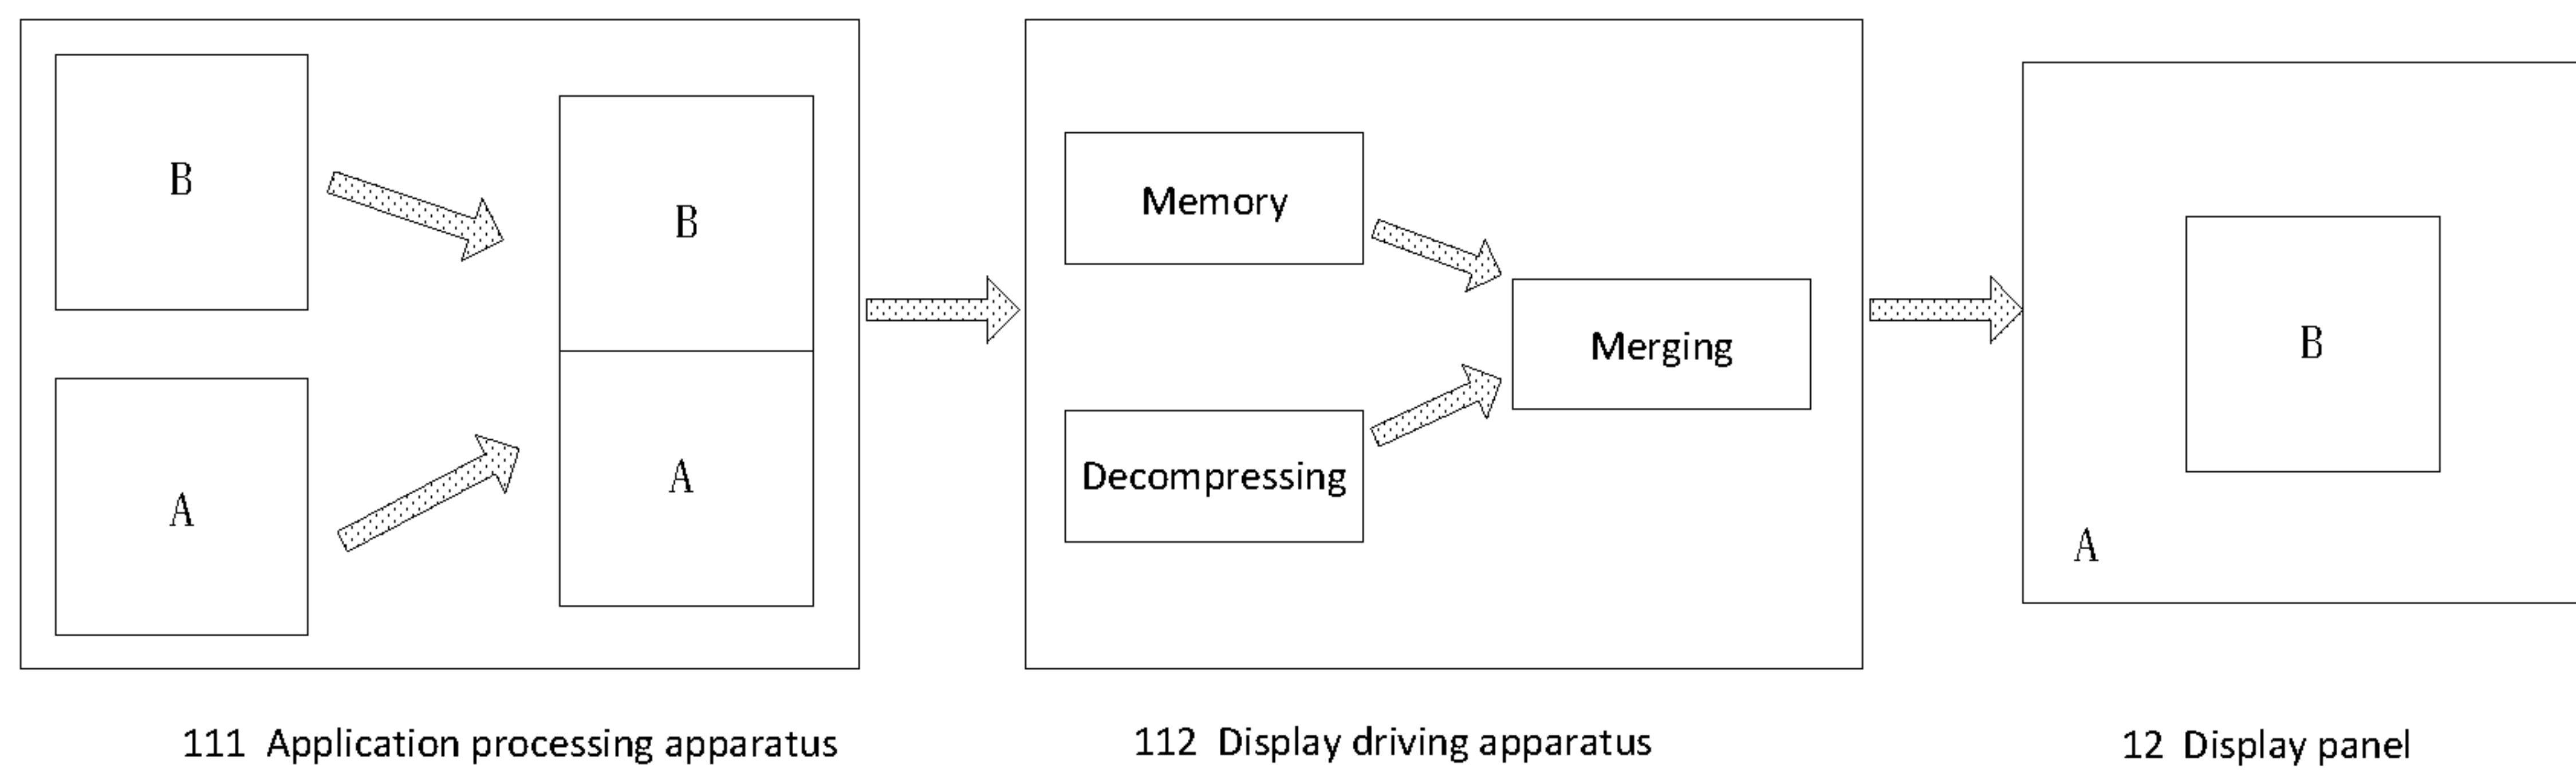 B
B
A
A
Memory
Decompressing
Merging
B
A
111 Application processing apparatus
112 Display driving apparatus
12 Display panel